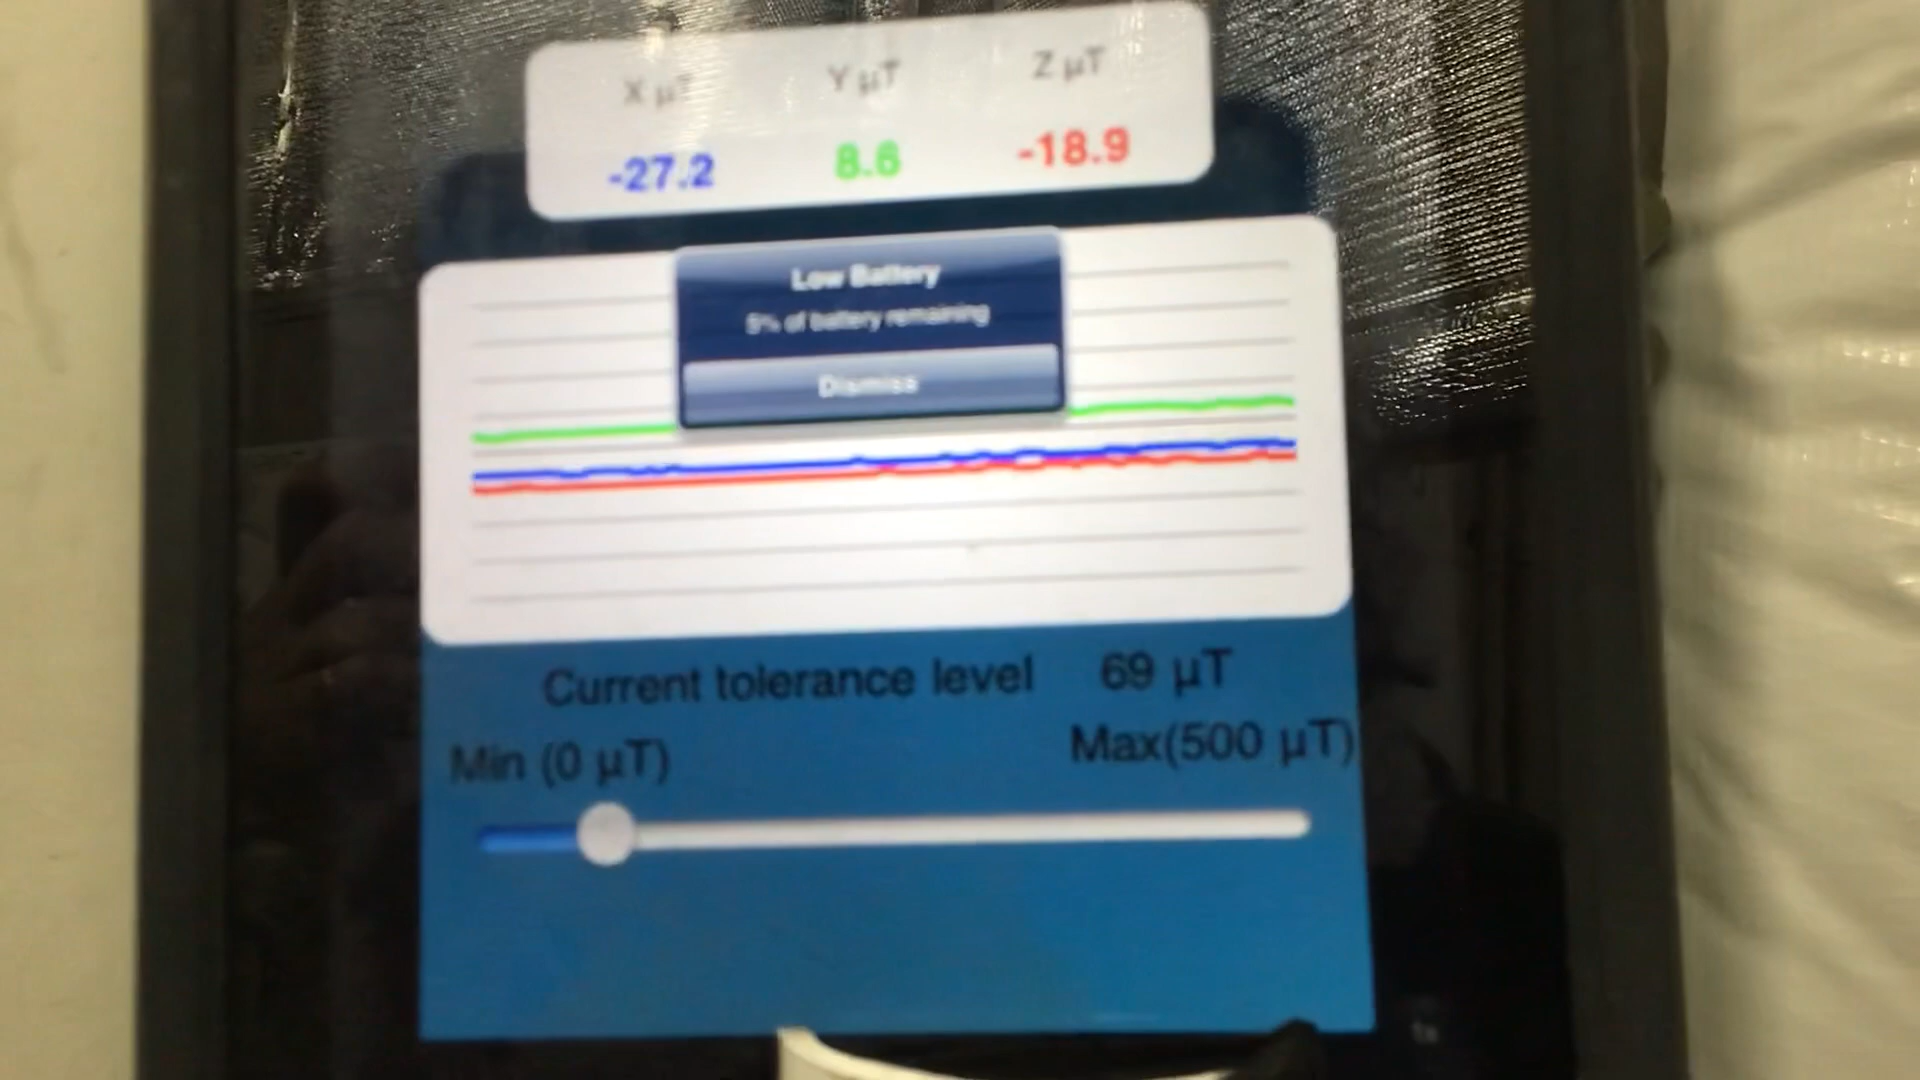 X µT Y µT Z µT
-27.2 8.6 -18.9
Low Battery
5% of battery remaining
Dismiss
Current tolerance level 69 µT
Min (0 µT) Max(500 µT)